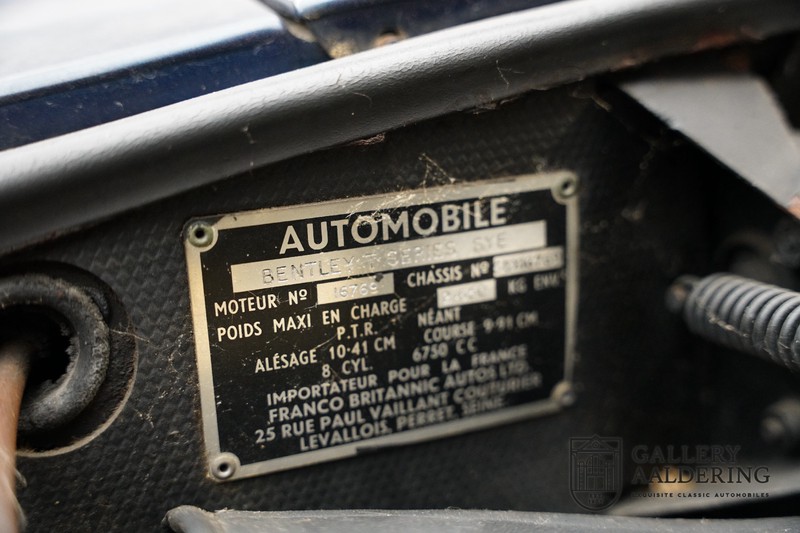 AUTOMOBILE
BENTLEY T SERIES SYE
MOTEUR Nº 16769 CHÂSSIS Nº
POIDS MAXI EN CHARGE KG ENV.
P.T.R. NÉANT
ALÉSAGE 10·41 CM COURSE 9·91 CM
8 CYL. 6750 CC
IMPORTATEUR POUR LA FRANCE
FRANCO BRITANNIC AUTOS LTD.
25 RUE PAUL VAILLANT COUTURIER
LEVALLOIS, PERRET, SEINE
GALLERY
AALDERING
EXQUISITE CLASSIC AUTOMOBILES